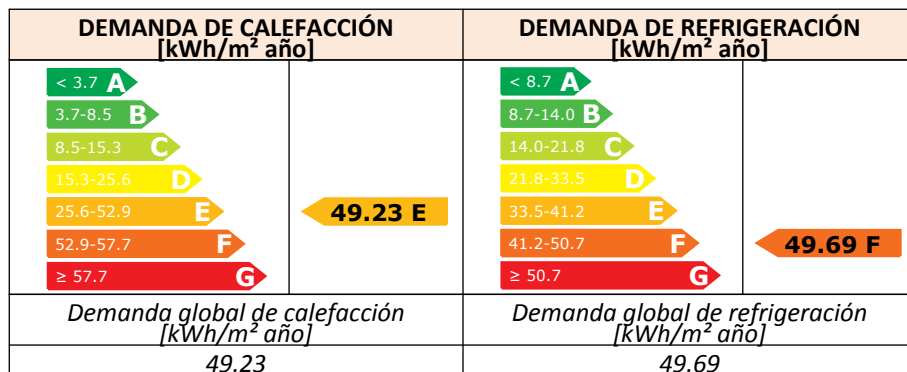 DEMANDA DE CALEFACCIÓN
[kWh/m² año]
DEMANDA DE REFRIGERACIÓN
[kWh/m² año]
< 3.7 A
3.7-8.5 B
8.5-15.3 C
15.3-25.6 D
25.6-52.9 E
52.9-57.7 F
≥ 57.7 G
49.23 E
< 8.7 A
8.7-14.0 B
14.0-21.8 C
21.8-33.5 D
33.5-41.2 E
41.2-50.7 F
≥ 50.7 G
49.69 F
Demanda global de calefacción
[kWh/m² año]
Demanda global de refrigeración
[kWh/m² año]
49.23
49.69